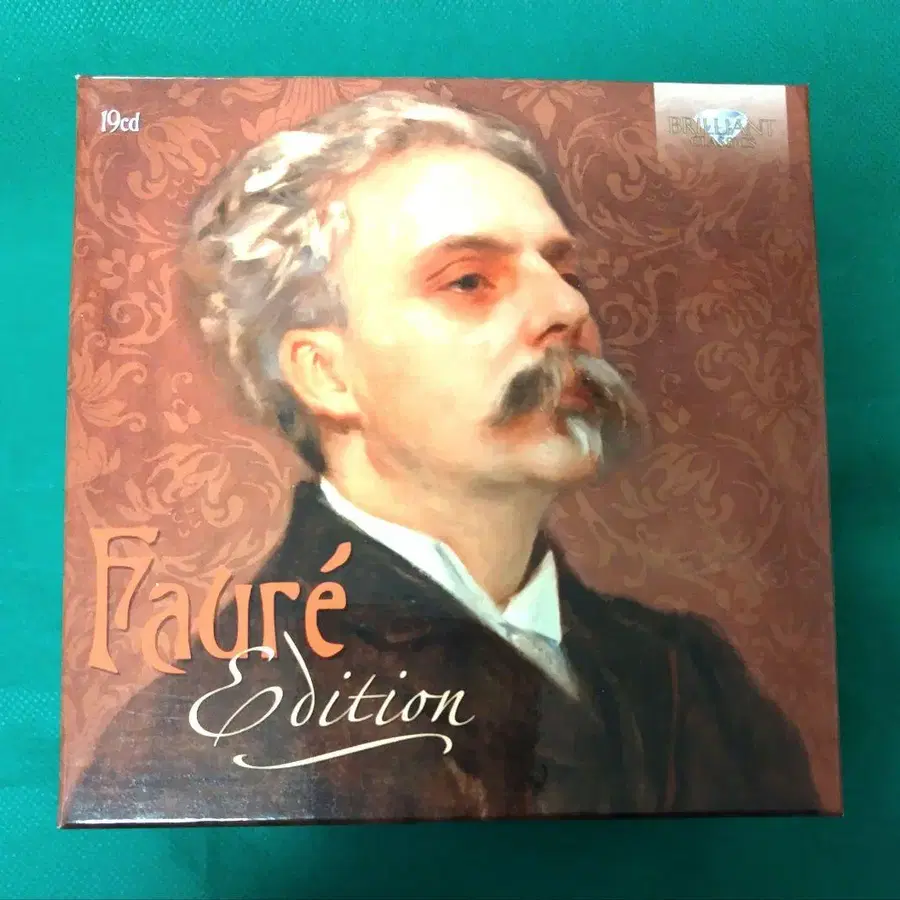 19cd
BRILLIANT
CLASSICS
Fauré
Edition